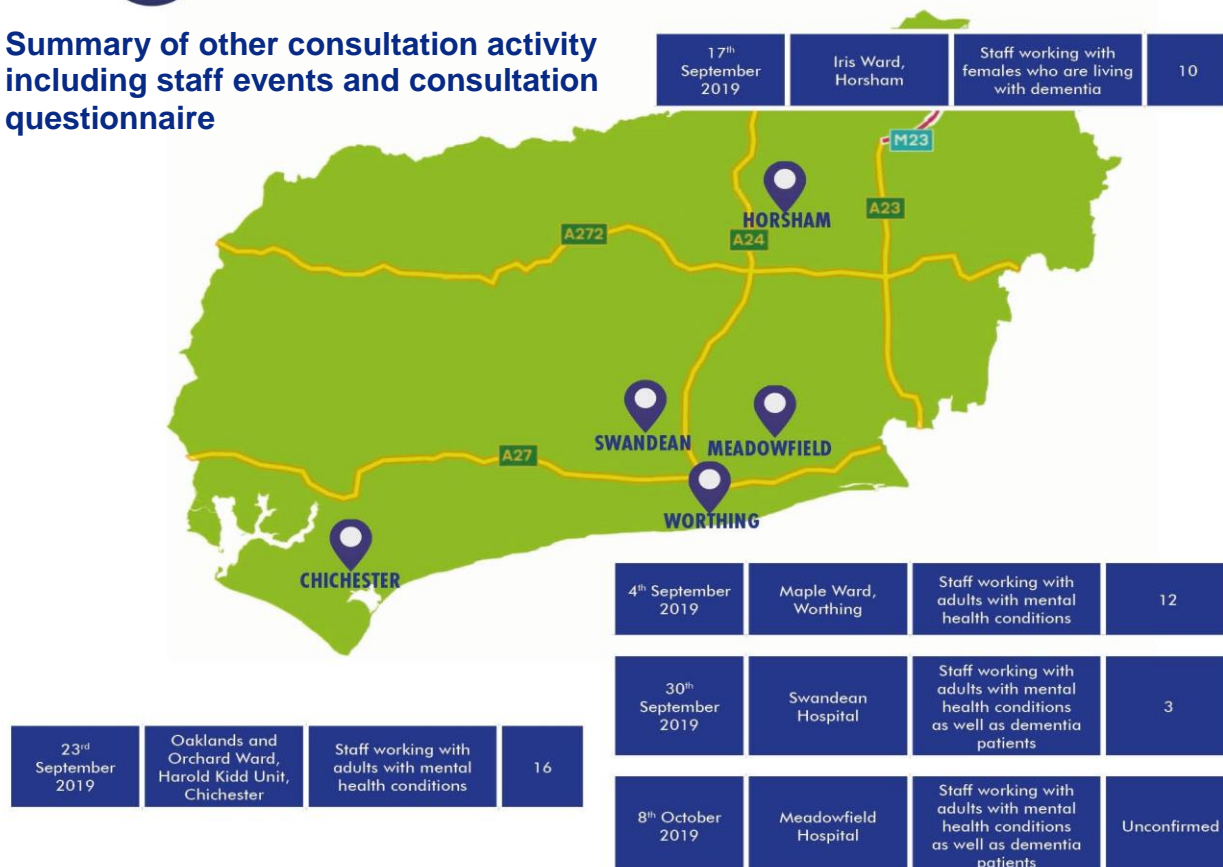 Summary of other consultation activity
including staff events and consultation
questionnaire
17th
September
2019
Iris Ward,
Horsham
Staff working with
females who are living
with dementia
10
M23
HORSHAM
A23
A24
A272
SWANDEAN
MEADOWFIELD
A27
WORTHING
CHICHESTER
4th September
2019
Maple Ward,
Worthing
Staff working with
adults with mental
health conditions
12
30th
September
2019
Swandean
Hospital
Staff working with
adults with mental
health conditions
as well as dementia
patients
3
23rd
September
2019
Oaklands and
Orchard Ward,
Harold Kidd Unit,
Chichester
Staff working with
adults with mental
health conditions
16
8th October
2019
Meadowfield
Hospital
Staff working with
adults with mental
health conditions
as well as dementia
patients
Unconfirmed